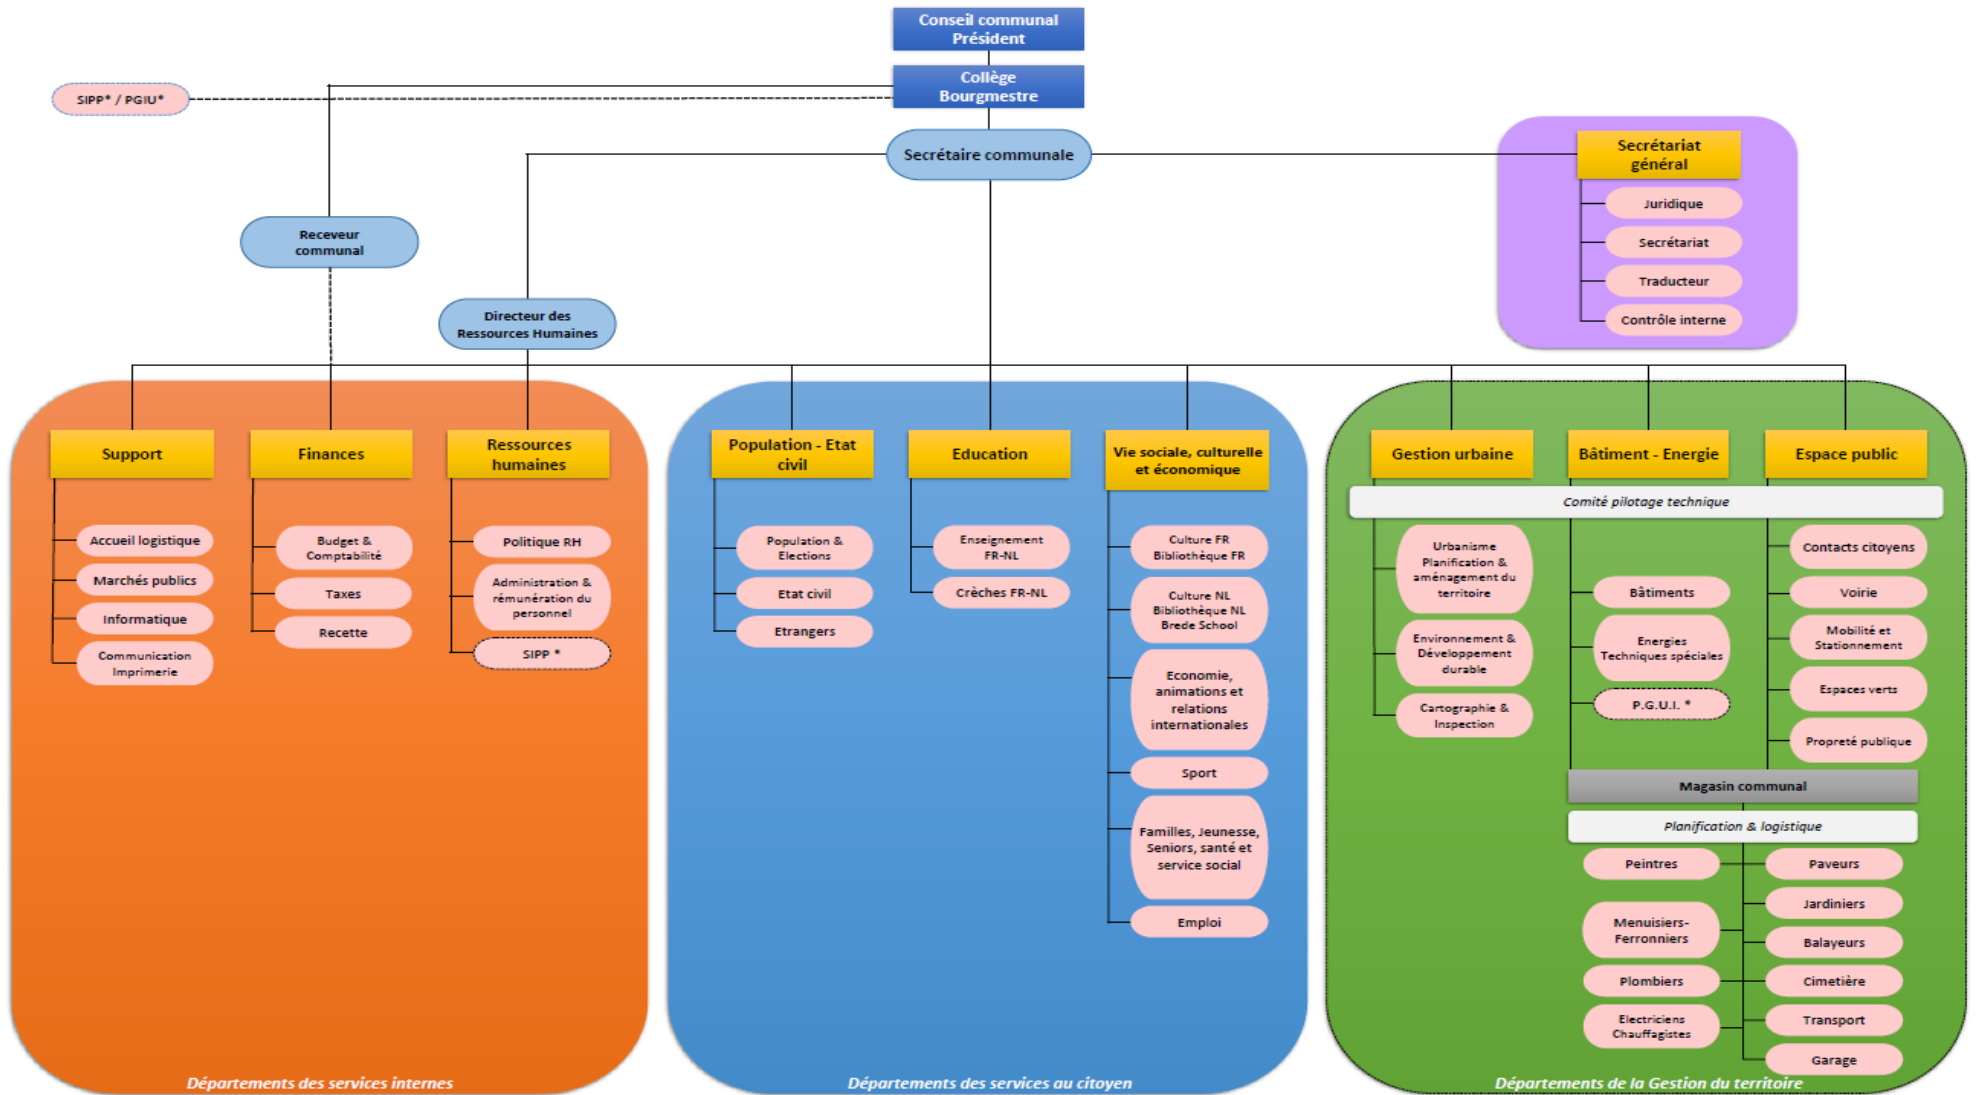 Conseil communal
Président
Collège
Bourgmestre
SIPP* / PGIU*
Secrétaire communale
Secrétariat
général
Juridique
Secrétariat
Traducteur
Contrôle interne
Receveur
communal
Directeur des
Ressources Humaines
Support
Accueil logistique
Marchés publics
Informatique
Communication
Imprimerie
Finances
Budget &
Comptabilité
Taxes
Recette
Ressources
humaines
Politique RH
Administration &
rémunération du
personnel
SIPP *
Départements des services internes
Population - Etat
civil
Population &
Elections
Etat civil
Etrangers
Education
Enseignement
FR-NL
Crèches FR-NL
Vie sociale, culturelle
et économique
Culture FR
Bibliothèque FR
Culture NL
Bibliothèque NL
Brede School
Economie,
animations et
relations
internationales
Sport
Familles, Jeunesse,
Seniors, santé et
service social
Emploi
Départements des services au citoyen
Gestion urbaine
Bâtiment - Energie
Espace public
Comité pilotage technique
Urbanisme
Planification &
aménagement du
territoire
Environnement &
Développement
durable
Cartographie &
Inspection
Bâtiments
Energies
Techniques spéciales
P.G.U.I. *
Contacts citoyens
Voirie
Mobilité et
Stationnement
Espaces verts
Propreté publique
Magasin communal
Planification & logistique
Peintres
Menuisiers-
Ferronniers
Plombiers
Electriciens
Chauffagistes
Paveurs
Jardiniers
Balayeurs
Cimetière
Transport
Garage
Départements de la Gestion du territoire